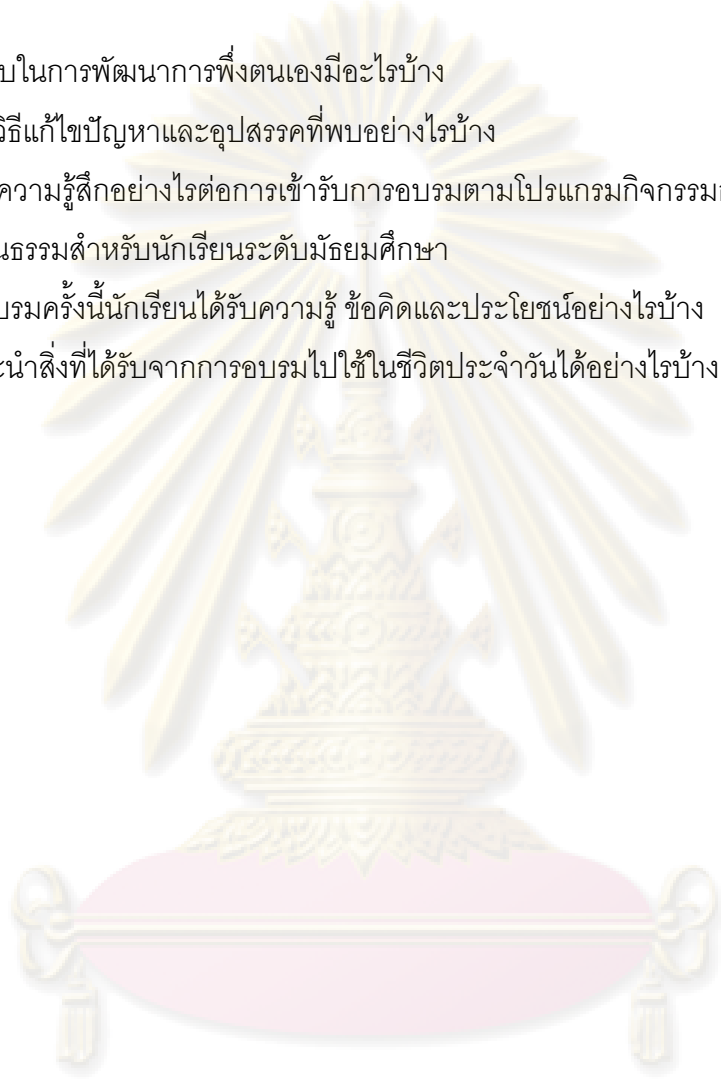 บในการพัฒนาการพึ่งตนเองมีอะไรบ้าง
วิธีแก้ไขปัญหาและอุปสรรคที่พบอย่างไรบ้าง
ความรู้สึกอย่างไรต่อการเข้ารับการอบรมตามโปรแกรมกิจกรรม
นธรรมสำหรับนักเรียนระดับมัธยมศึกษา
บรมครั้งนี้นักเรียนได้รับความรู้ ข้อคิดและประโยชน์อย่างไรบ้าง
ะนำสิ่งที่ได้รับจากการอบรมไปใช้ในชีวิตประจำวันได้อย่างไรบ้าง